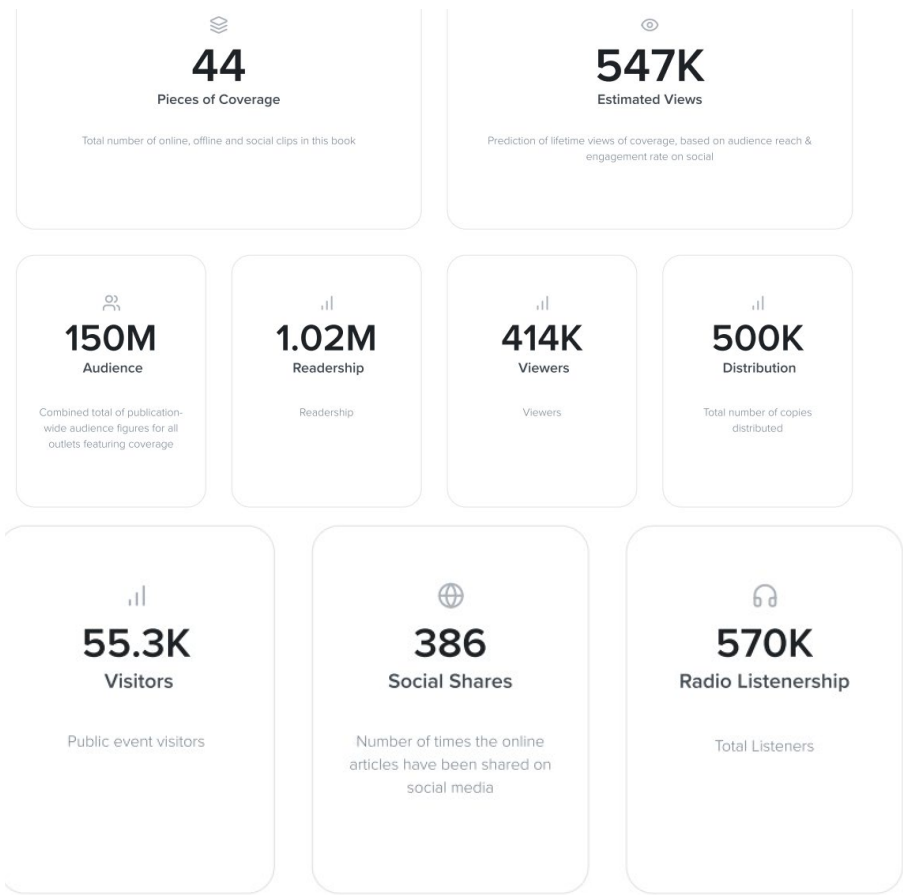 44
Pieces of Coverage
Total number of online, offline and social clips in this book
547K
Estimated Views
Prediction of lifetime views of coverage, based on audience reach &
engagement rate on social
150M
Audience
Combined total of publication-
wide audience figures for all
outlets featuring coverage
1.02M
Readership
Readership
414K
Viewers
Viewers
500K
Distribution
Total number of copies
distributed
55.3K
Visitors
Public event visitors
386
Social Shares
Number of times the online
articles have been shared on
social media
570K
Radio Listenership
Total Listeners